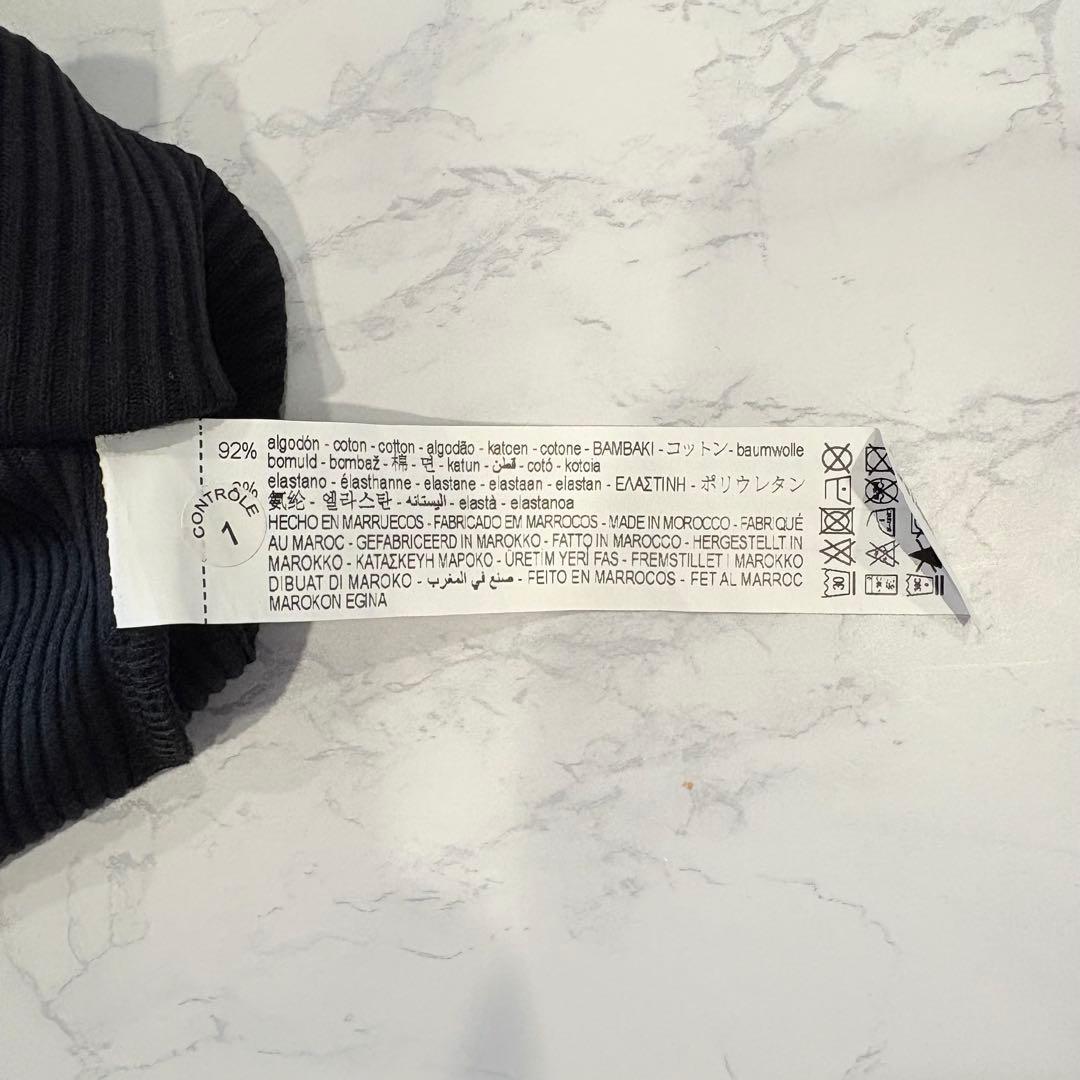 92% algodón - coton - cotton - algodão - katoen - cotone - BAMBAKI - コットン - baumwolle
bomuld - bombaž - 棉 - 면 - katun - قطن - cotó - kotoia
% elastano - élasthanne - elastane - elastaan - elastan - ΕΛΑΣΤΙΝΗ - ポリウレタン
氨纶 - 엘라스탄 - اليستانه - elastà - elastanoa
CONTRÔLE
1
HECHO EN MARRUECOS - FABRICADO EM MARROCOS - MADE IN MOROCCO - FABRIQUÉ
AU MAROC - GEFABRICEERD IN MAROKKO - FATTO IN MAROCCO - HERGESTELLT IN
MAROKKO - ΚΑΤΑΣΚΕΥΗ ΜΑΡΟΚΟ - ÜRETİM YERİ FAS - FREMSTILLET I MAROKKO
DIBUAT DI MAROKO - صنع في المغرب - FEITO EN MARROCOS - FET AL MARROC
MAROKON EGINA
30